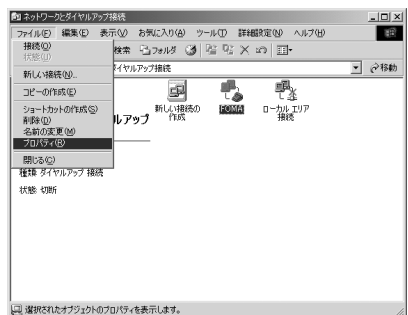 ネットワークとダイヤルアップ接続
ファイル(F) 編集(E) 表示(V) お気に入り(A) ツール(T) 詳細設定(N) ヘルプ(H)
接続(O)
状態(U)
新しい接続(N)...
コピーの作成(E)
ショートカットの作成(S)
削除(D)
名前の変更(M)
プロパティ(R)
閉じる(C)
検索 フォルダ
ダイヤルアップ接続
移動
ルアップ
新しい接続の
作成
FOMA
ローカル エリア
接続
種類: ダイヤルアップ 接続
状態: 切断
選択されたオブジェクトのプロパティを表示します。